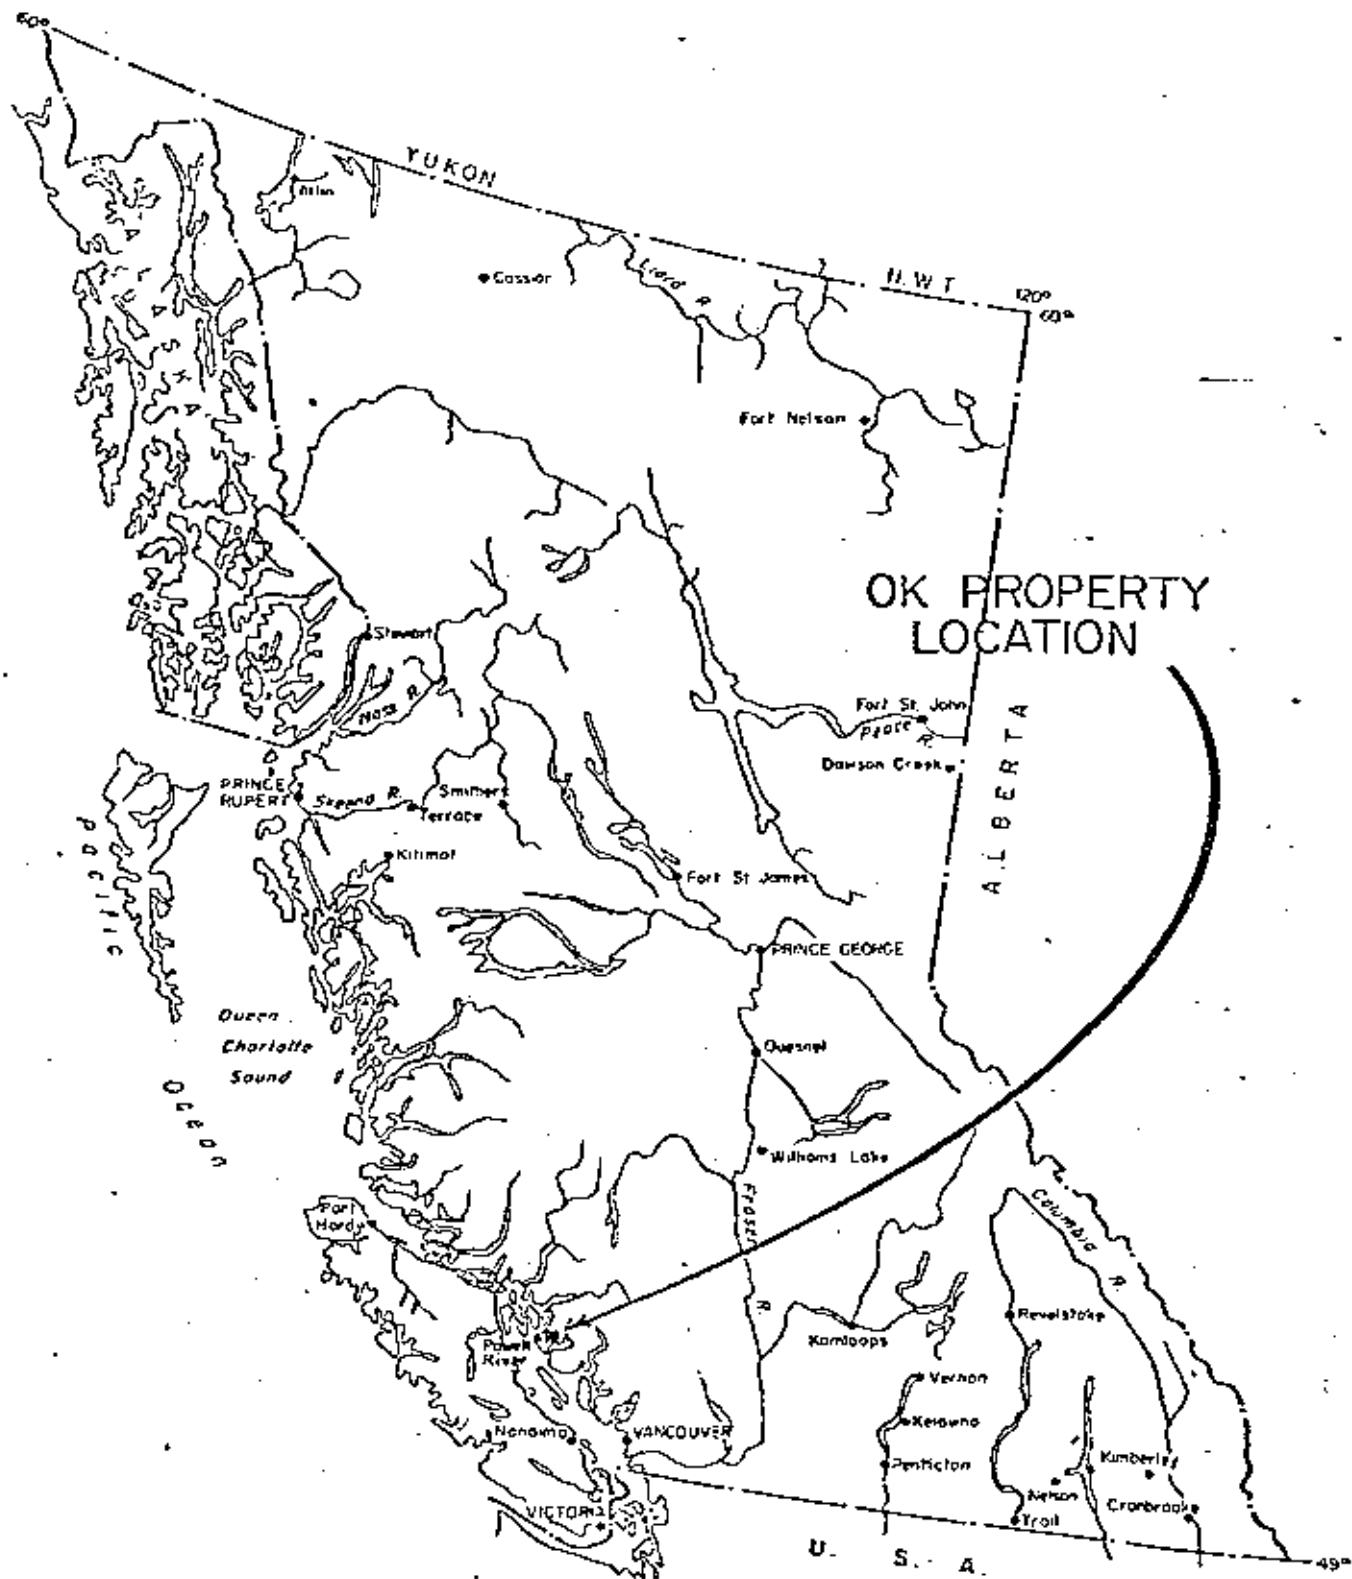 60°
YUKON
Atlin
Cassiar
Liard R.
N.W.T.
120°
60°
ALASKA
Fort Nelson
OK PROPERTY
LOCATION
Stewart
Nass R.
Fort St. John
Peace R.
Dawson Creek
ALBERTA
PRINCE
RUPERT
Skeena R.
Terrace
Smithers
Kitimat
Fort St James
Pacific
Ocean
PRINCE GEORGE
Queen
Charlotte
Sound
Quesnel
Williams Lake
Fraser R.
Port
Hardy
Columbia R.
Revelstoke
Kamloops
Powell
River
Vernon
Kelowna
Penticton
Nanaimo
VANCOUVER
Kimberley
Nelson
Cranbrook
Trail
VICTORIA
U. S. A.
49°